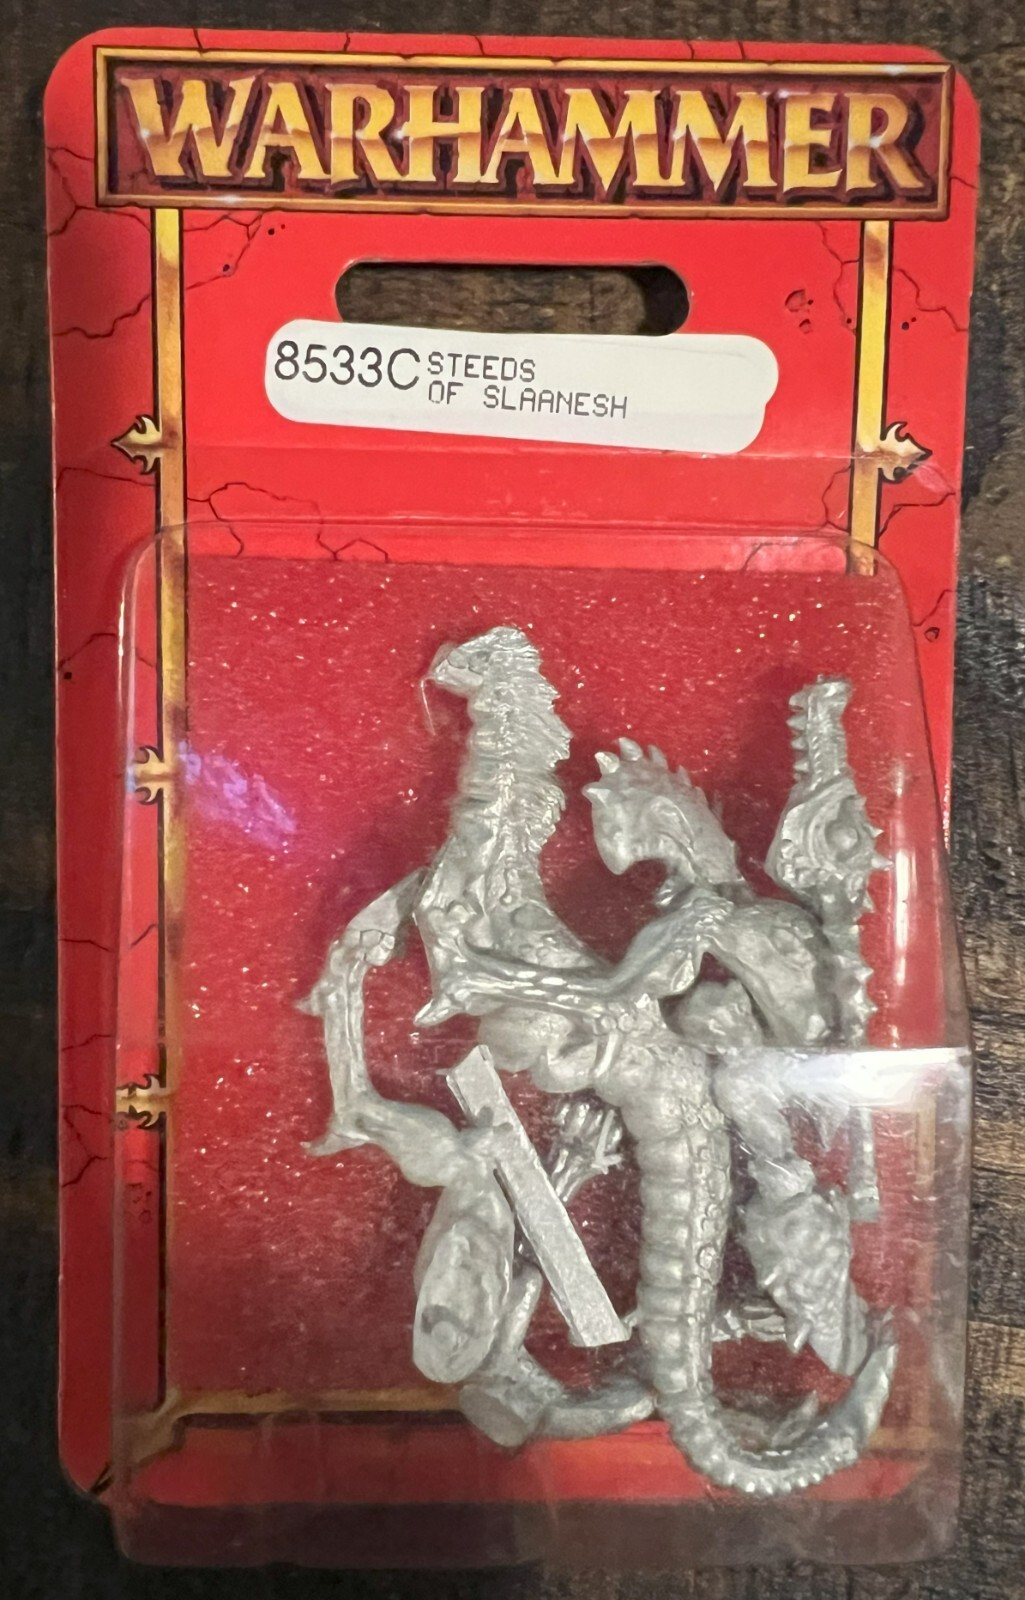 WARHAMMER
8533C STEEDS
OF SLAANESH